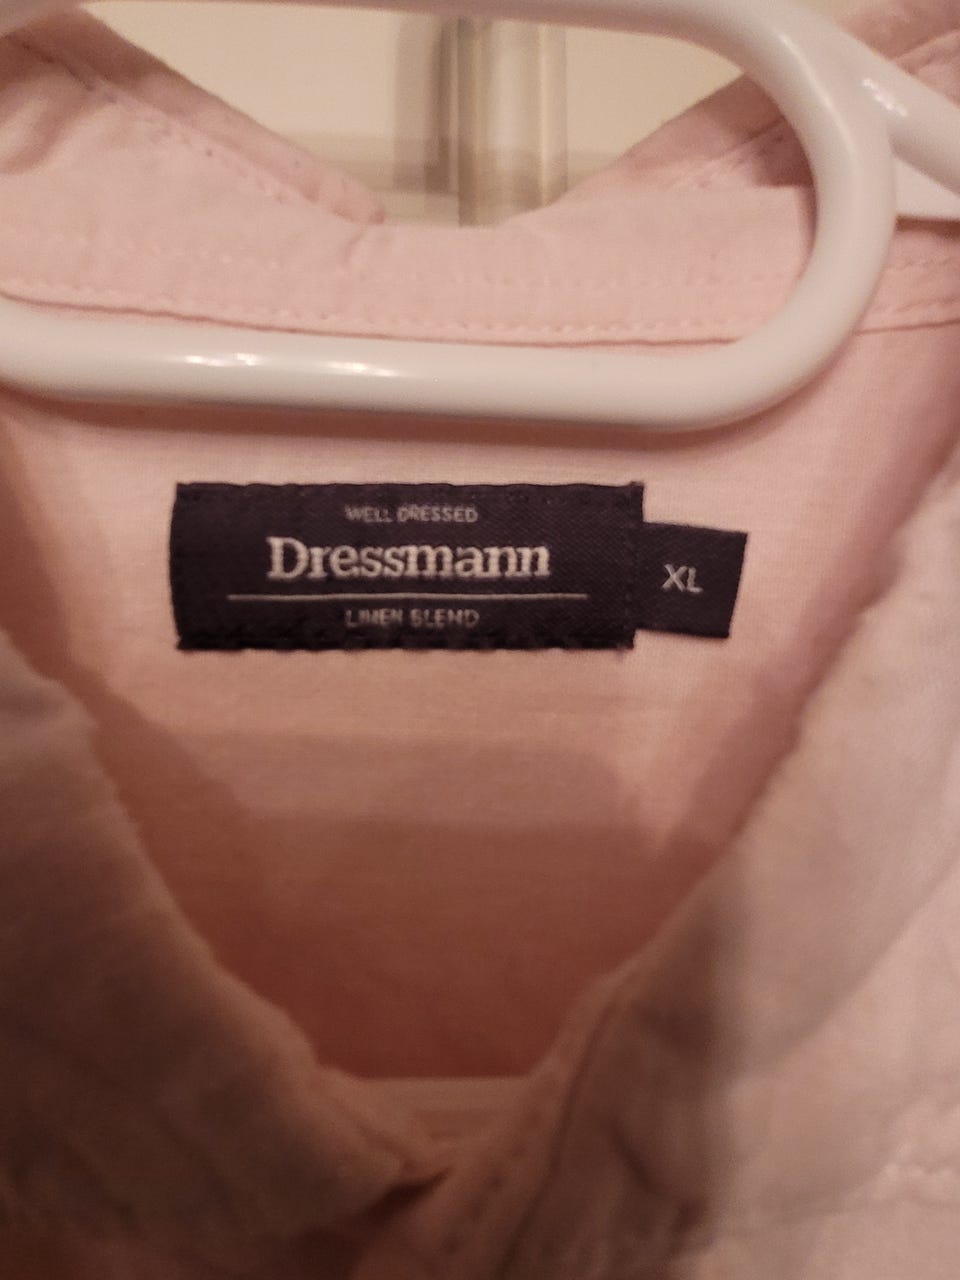 WELL DRESSED
Dressmann
LINEN BLEND
XL